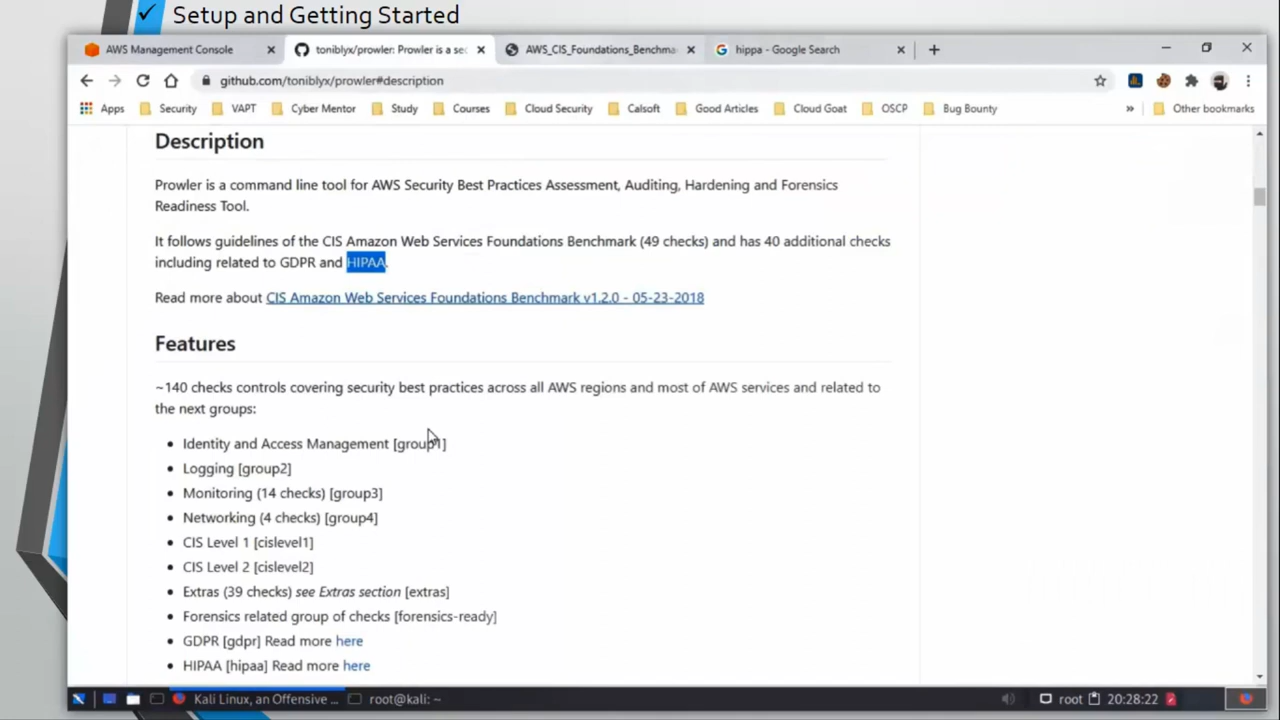 ✓ Setup and Getting Started
AWS Management Console
toniblyx/prowler: Prowler is a sec
AWS_CIS_Foundations_Benchma
hippa - Google Search
github.com/toniblyx/prowler#description
Apps Security VAPT Cyber Mentor Study Courses Cloud Security Calsoft Good Articles Cloud Goat OSCP Bug Bounty » Other bookmarks
Description
Prowler is a command line tool for AWS Security Best Practices Assessment, Auditing, Hardening and Forensics
Readiness Tool.
It follows guidelines of the CIS Amazon Web Services Foundations Benchmark (49 checks) and has 40 additional checks
including related to GDPR and HIPAA.
Read more about CIS Amazon Web Services Foundations Benchmark v1.2.0 - 05-23-2018
Features
~140 checks controls covering security best practices across all AWS regions and most of AWS services and related to
the next groups:
• Identity and Access Management [group1]
• Logging [group2]
• Monitoring (14 checks) [group3]
• Networking (4 checks) [group4]
• CIS Level 1 [cislevel1]
• CIS Level 2 [cislevel2]
• Extras (39 checks) see Extras section [extras]
• Forensics related group of checks [forensics-ready]
• GDPR [gdpr] Read more here
• HIPAA [hipaa] Read more here
Kali Linux, an Offensive ... root@kali: ~ root 20:28:22